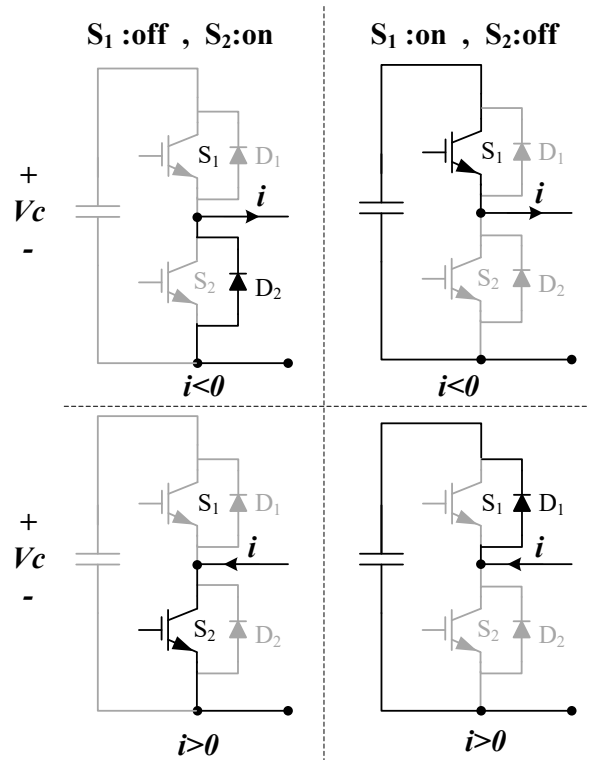 S₁ :off , S₂:on
S₁ :on , S₂:off
S₁ D₁
+
Vc
-
i
S₂ D₂
i<0
S₁ D₁
i
S₂ D₂
i<0
S₁ D₁
+
Vc
-
i
S₂ D₂
i>0
S₁ D₁
i
S₂ D₂
i>0